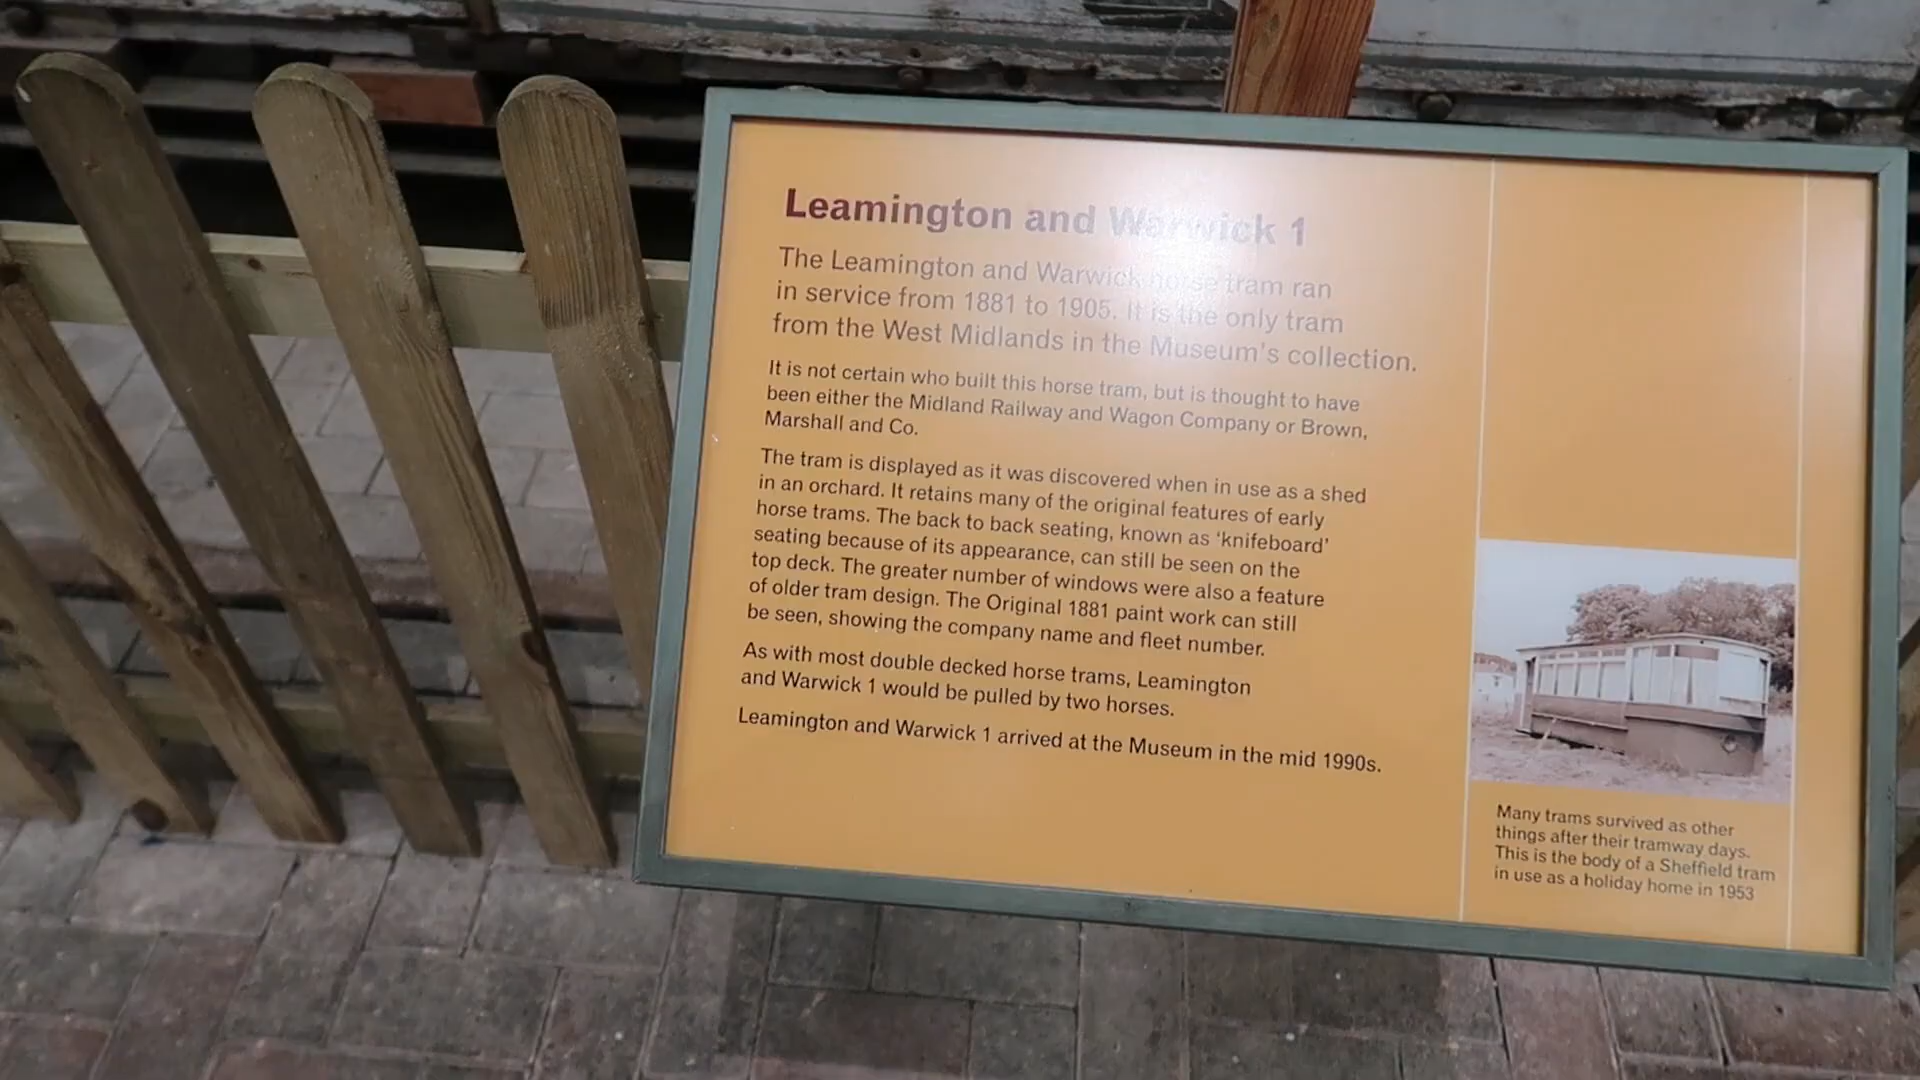 Leamington and Warwick 1
The Leamington and Warwick horse tram ran
in service from 1881 to 1905. It is the only tram
from the West Midlands in the Museum's collection.
It is not certain who built this horse tram, but is thought to have
been either the Midland Railway and Wagon Company or Brown,
Marshall and Co.
The tram is displayed as it was discovered when in use as a shed
in an orchard. It retains many of the original features of early
horse trams. The back to back seating, known as 'knifeboard'
seating because of its appearance, can still be seen on the
top deck. The greater number of windows were also a feature
of older tram design. The Original 1881 paint work can still
be seen, showing the company name and fleet number.
As with most double decked horse trams, Leamington
and Warwick 1 would be pulled by two horses.
Leamington and Warwick 1 arrived at the Museum in the mid 1990s.
Many trams survived as other
things after their tramway days.
This is the body of a Sheffield tram
in use as a holiday home in 1953